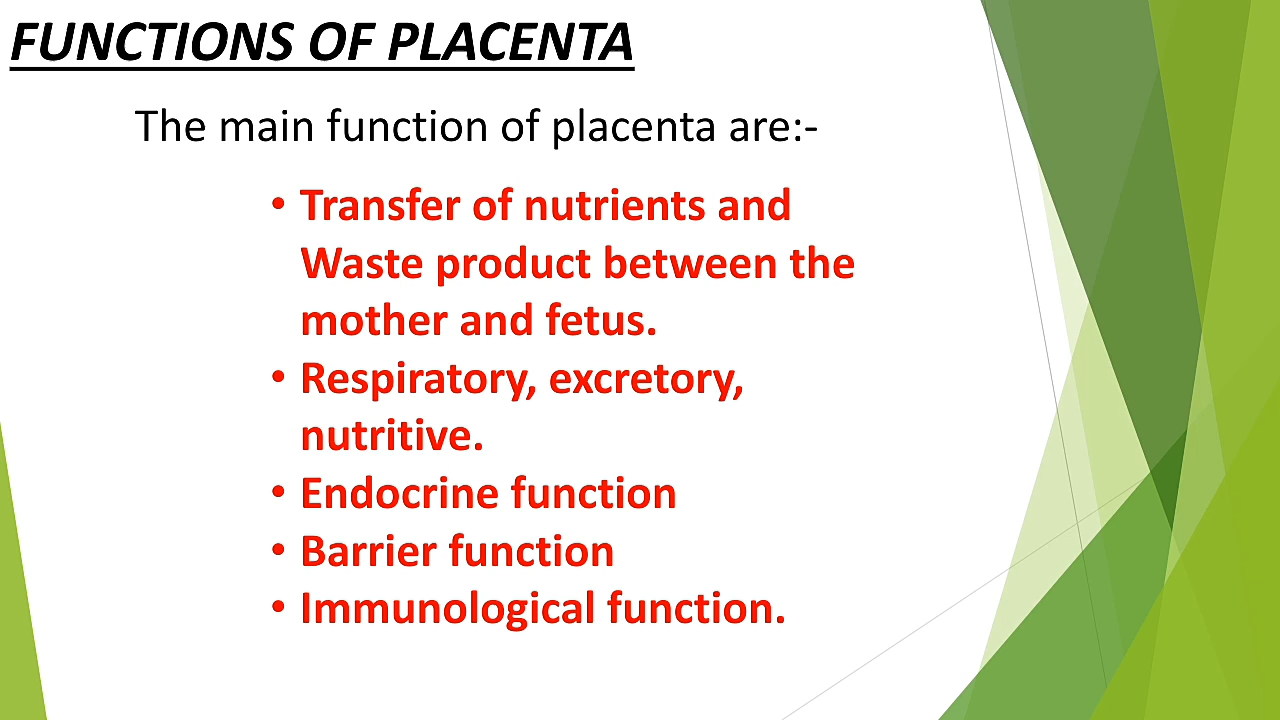 FUNCTIONS OF PLACENTA
The main function of placenta are:-
• Transfer of nutrients and
Waste product between the
mother and fetus.
• Respiratory, excretory,
nutritive.
• Endocrine function
• Barrier function
• Immunological function.